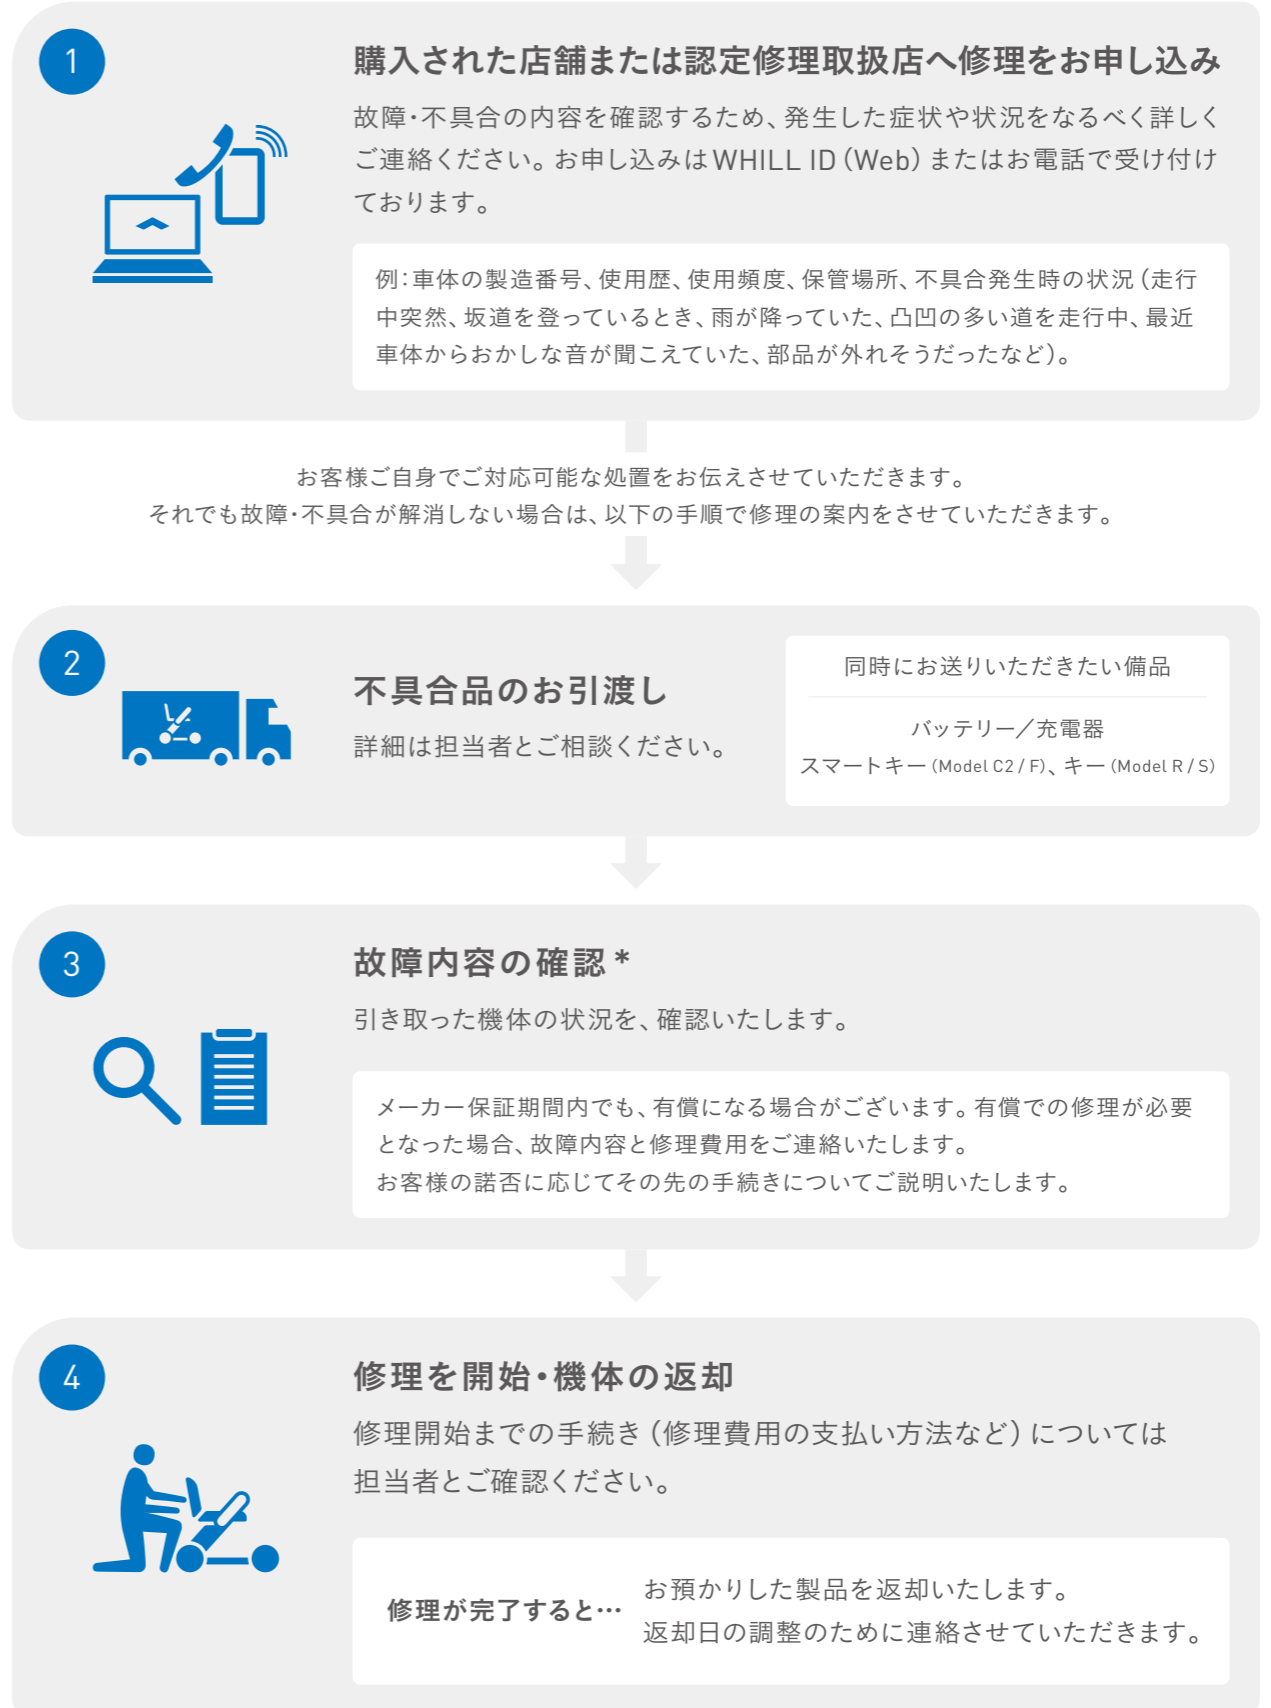 1
購入された店舗または認定修理取扱店へ修理をお申し込み
故障・不具合の内容を確認するため、発生した症状や状況をなるべく詳しく
ご連絡ください。お申し込みはWHILL ID（Web）またはお電話で受け付け
ております。
例：車体の製造番号、使用歴、使用頻度、保管場所、不具合発生時の状況（走行
中突然、坂道を登っているとき、雨が降っていた、凸凹の多い道を走行中、最近
車体からおかしな音が聞こえていた、部品が外れそうだったなど）。
お客様ご自身でご対応可能な処置をお伝えさせていただきます。
それでも故障・不具合が解消しない場合は、以下の手順で修理の案内をさせていただきます。
2
不具合品のお引渡し
詳細は担当者とご相談ください。
同時にお送りいただきたい備品
バッテリー／充電器
スマートキー（Model C2 / F）、キー（Model R / S）
3
故障内容の確認*
引き取った機体の状況を、確認いたします。
メーカー保証期間内でも、有償になる場合がございます。有償での修理が必要
となった場合、故障内容と修理費用をご連絡いたします。
お客様の諾否に応じてその先の手続きについてご説明いたします。
4
修理を開始・機体の返却
修理開始までの手続き（修理費用の支払い方法など）については
担当者とご確認ください。
修理が完了すると…
お預かりした製品を返却いたします。
返却日の調整のために連絡させていただきます。